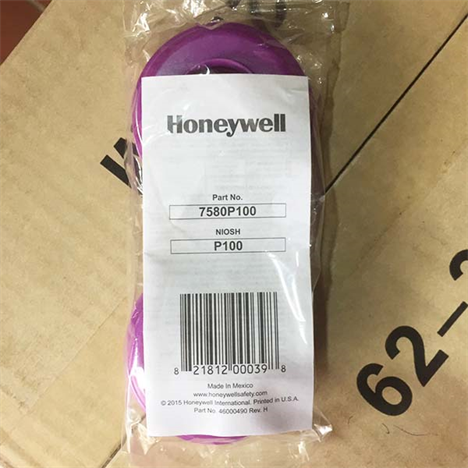 Honeywell
Part No.
7580P100
NIOSH
P100
8 21812 00039 8
Made In Mexico
www.honeywellsafety.com
© 2015 Honeywell International. Printed in U.S.A.
Part No. 46000490 Rev. H
62-